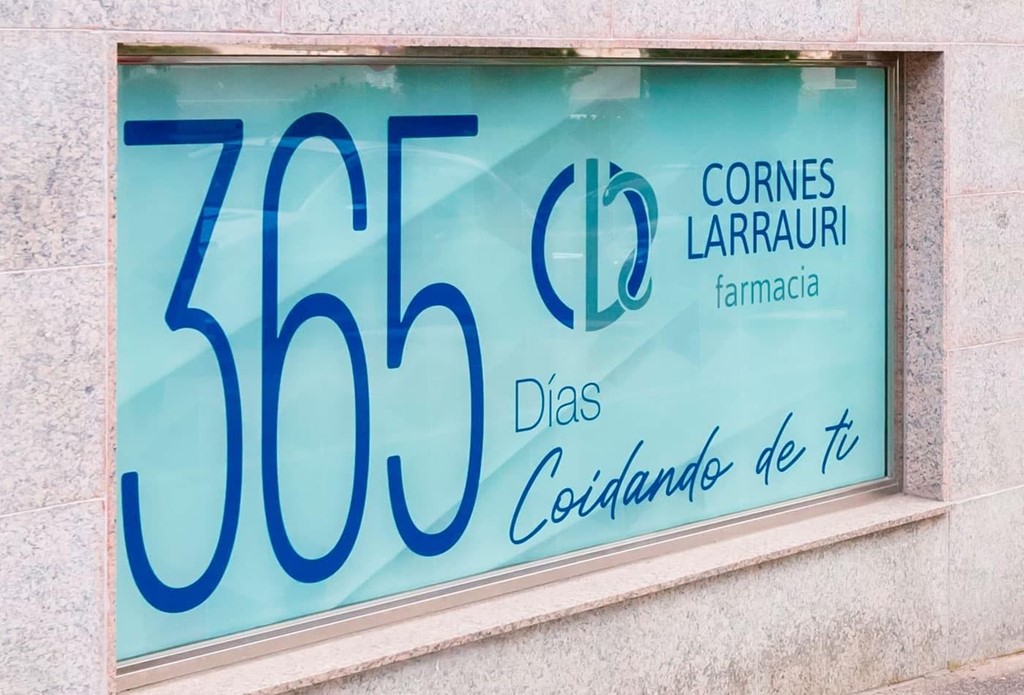 365
CORNES
LARRAURI
farmacia
Días
Coidando de ti